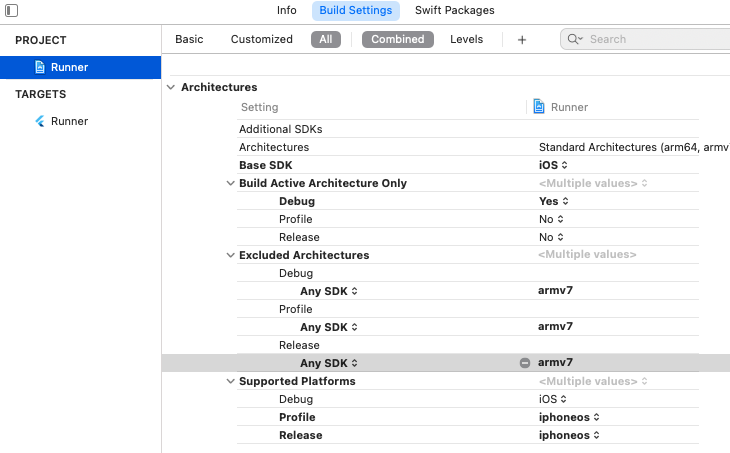 Info Build Settings Swift Packages
PROJECT
Basic Customized All Combined Levels + Search
Runner
Architectures
TARGETS
Setting Runner
Runner
Additional SDKs
Architectures Standard Architectures (arm64, armv
Base SDK iOS
Build Active Architecture Only <Multiple values>
Debug Yes
Profile No
Release No
Excluded Architectures <Multiple values>
Debug
Any SDK armv7
Profile
Any SDK armv7
Release
Any SDK armv7
Supported Platforms <Multiple values>
Debug iOS
Profile iphoneos
Release iphoneos